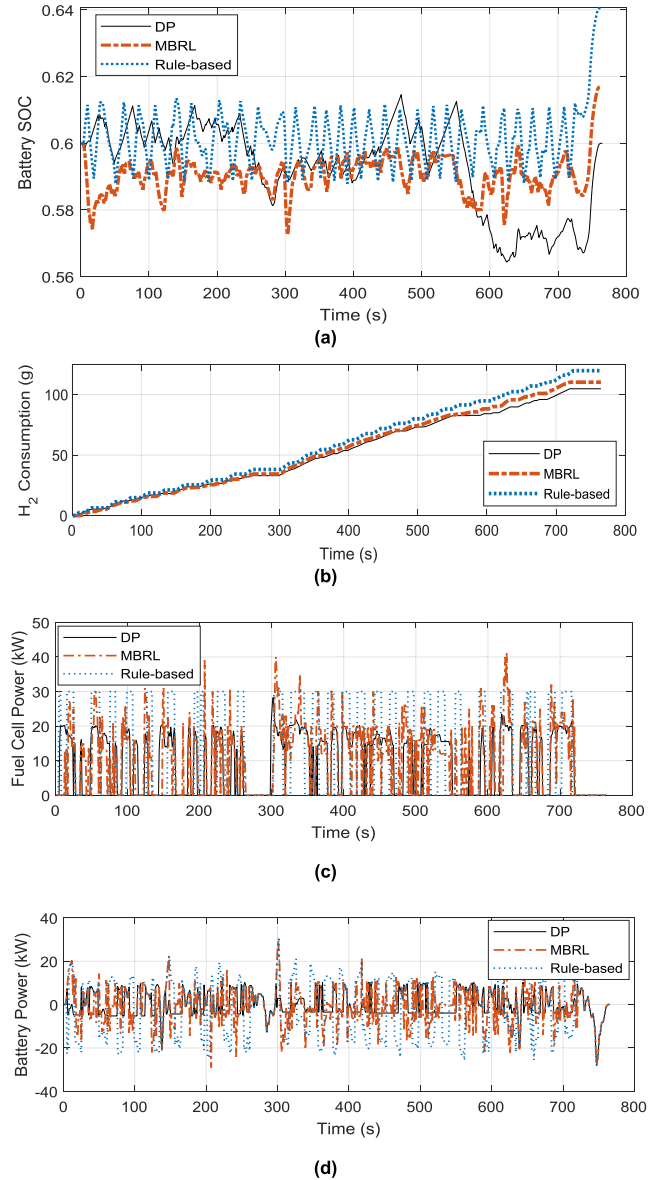 0.64
0.62
0.6
0.58
0.56
Battery SOC
DP
MBRL
Rule-based
0 100 200 300 400 500 600 700 800
Time (s)
(a)
100
50
0
H2 Consumption (g)
DP
MBRL
Rule-based
0 100 200 300 400 500 600 700 800
Time (s)
(b)
50
40
30
20
10
0
Fuel Cell Power (kW)
DP
MBRL
Rule-based
0 100 200 300 400 500 600 700 800
Time (s)
(c)
40
20
0
-20
-40
Battery Power (kW)
DP
MBRL
Rule-based
0 100 200 300 400 500 600 700 800
Time (s)
(d)